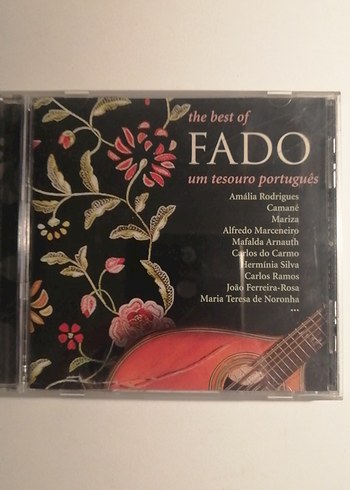 the best of
FADO
um tesouro português
Amália Rodrigues
Camané
Mariza
Alfredo Marceneiro
Mafalda Arnauth
Carlos do Carmo
Hermínia Silva
Carlos Ramos
João Ferreira-Rosa
Maria Teresa de Noronha
...